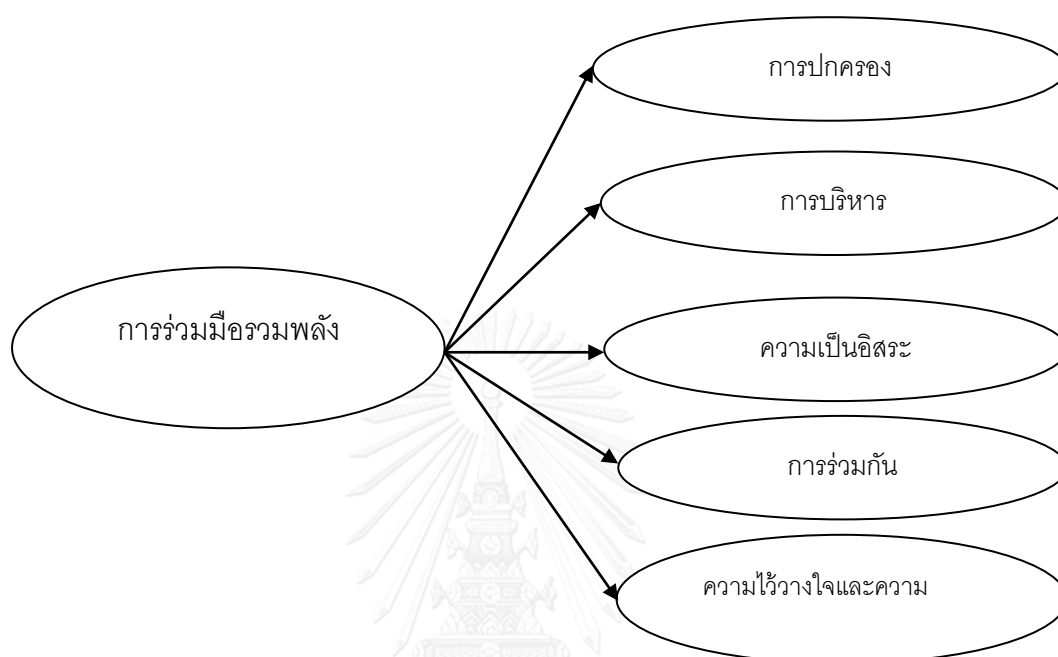 การปกครอง
การบริหาร
การร่วมมือรวมพลัง
ความเป็นอิสระ
การร่วมกัน
ความไว้วางใจและความ